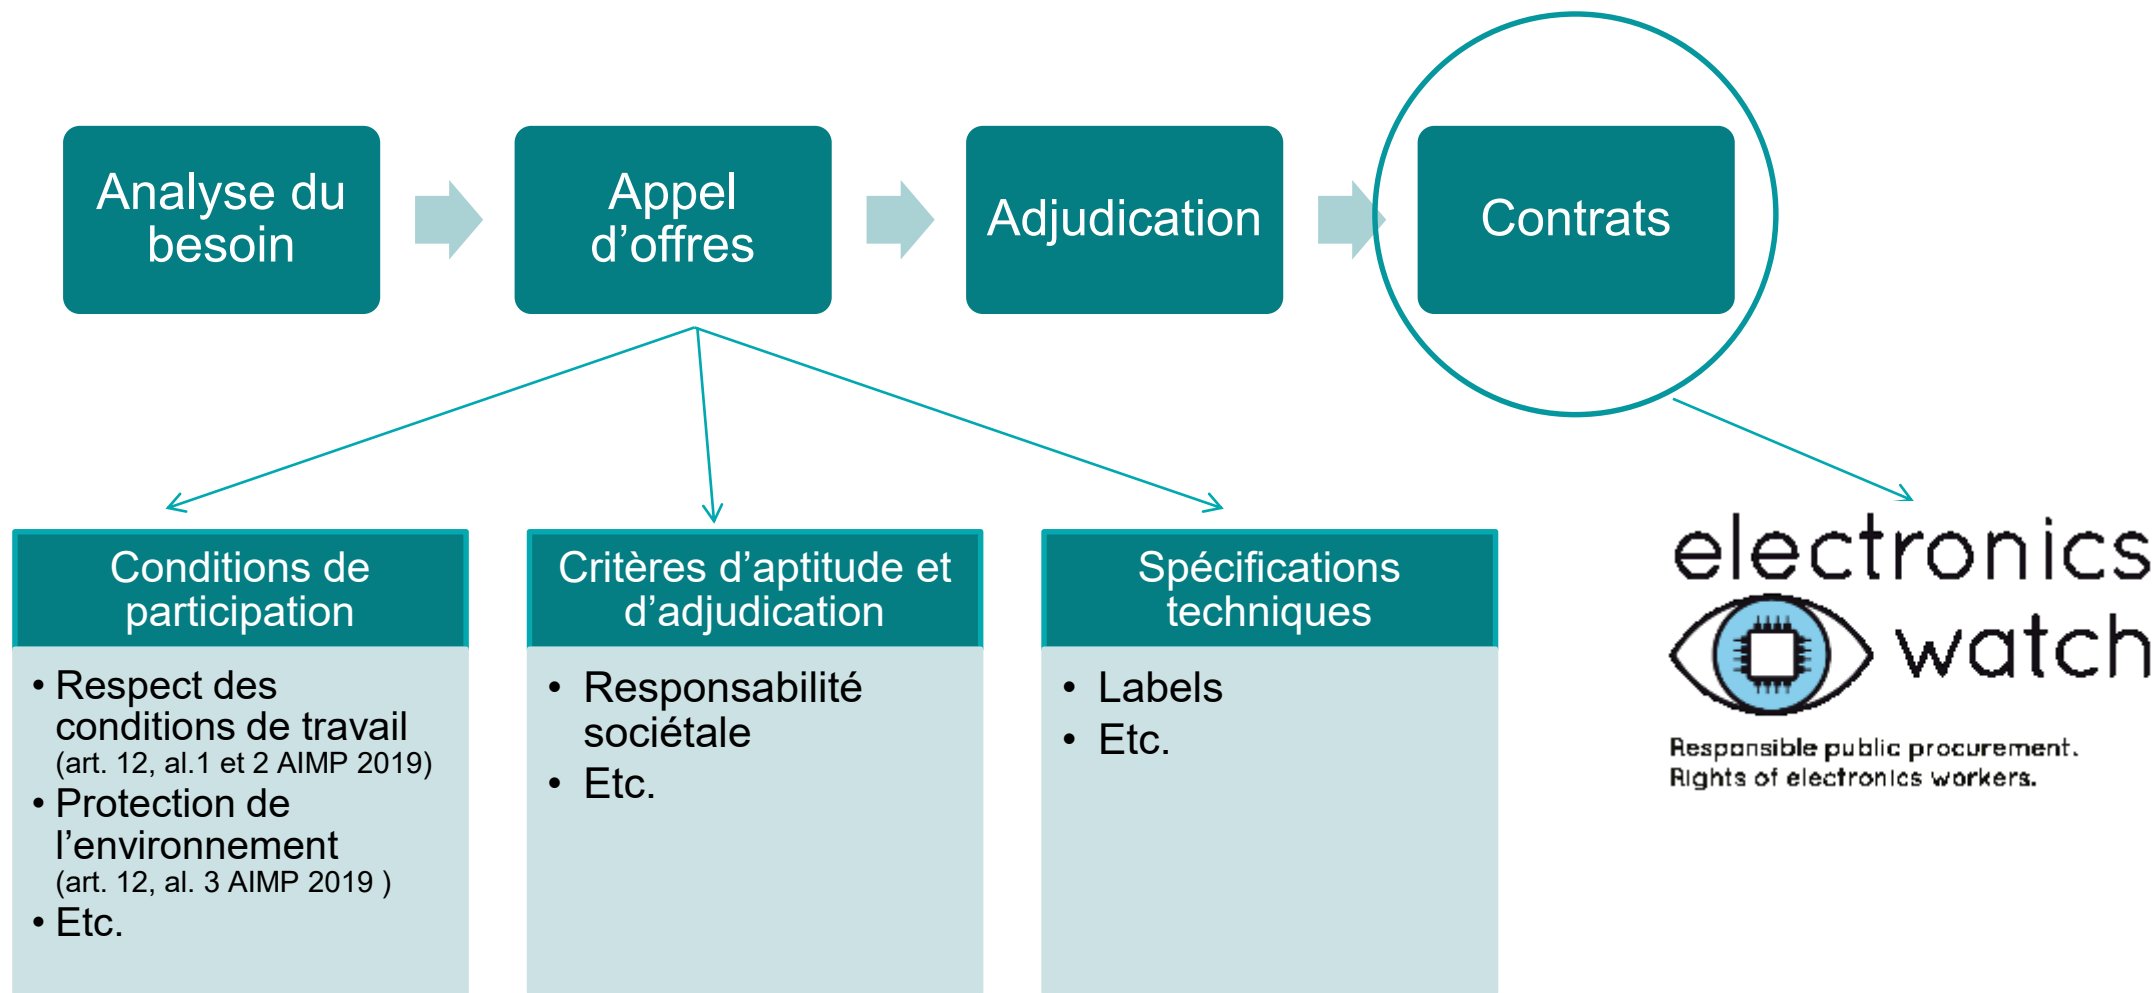 Analyse du
besoin
Appel
d’offres
Adjudication
Contrats
Conditions de
participation
• Respect des
conditions de travail
(art. 12, al.1 et 2 AIMP 2019)
• Protection de
l’environnement
(art. 12, al. 3 AIMP 2019 )
• Etc.
Critères d’aptitude et
d’adjudication
• Responsabilité
sociétale
• Etc.
Spécifications
techniques
• Labels
• Etc.
electronics
watch
Responsible public procurement.
Rights of electronics workers.